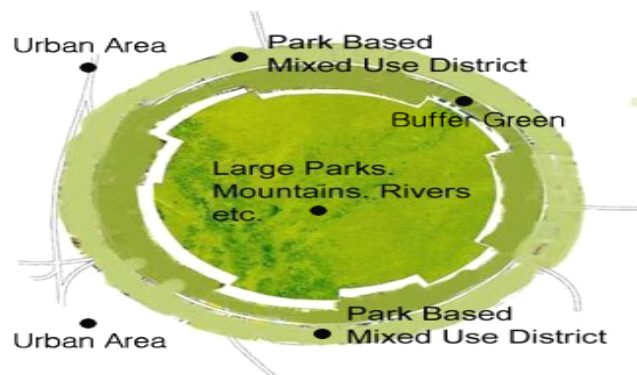 Urban Area
Park Based
Mixed Use District
Buffer Green
Large Parks.
Mountains. Rivers
etc.
Park Based
Mixed Use District
Urban Area